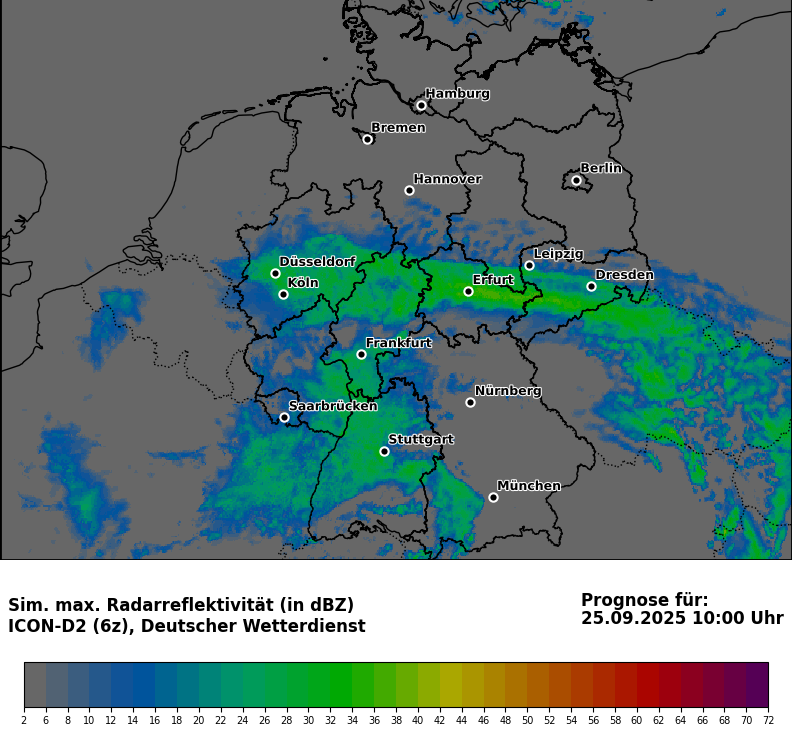 Hamburg
Bremen
Berlin
Hannover
Leipzig
Düsseldorf
Dresden
Köln
Erfurt
Frankfurt
Nürnberg
Saarbrücken
Stuttgart
München
Sim. max. Radarreflektivität (in dBZ)
ICON-D2 (6z), Deutscher Wetterdienst
Prognose für:
25.09.2025 10:00 Uhr
2 6 8 10 12 14 16 18 20 22 24 26 28 30 32 34 36 38 40 42 44 46 48 50 52 54 56 58 60 62 64 66 68 70 72